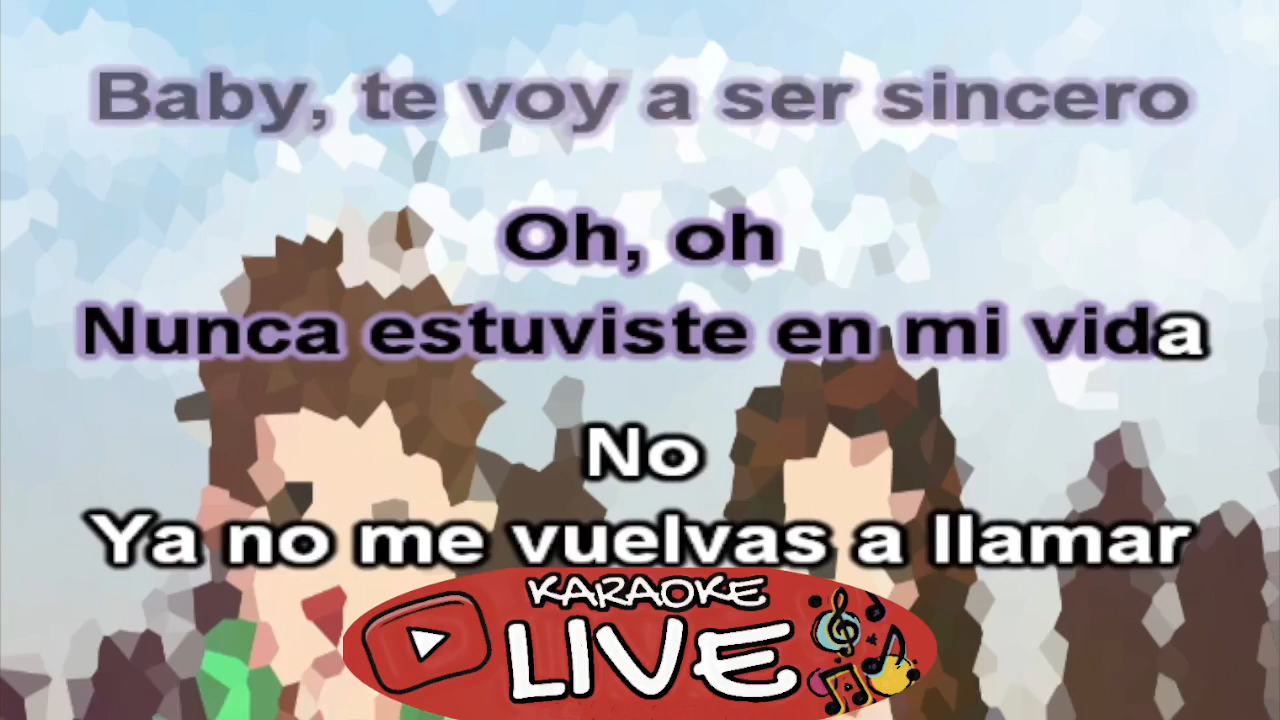 Baby, te voy a ser sincero
Oh, oh
Nunca estuviste en mi vida
No
Ya no me vuelvas a llamar
KARAOKE
LIVE